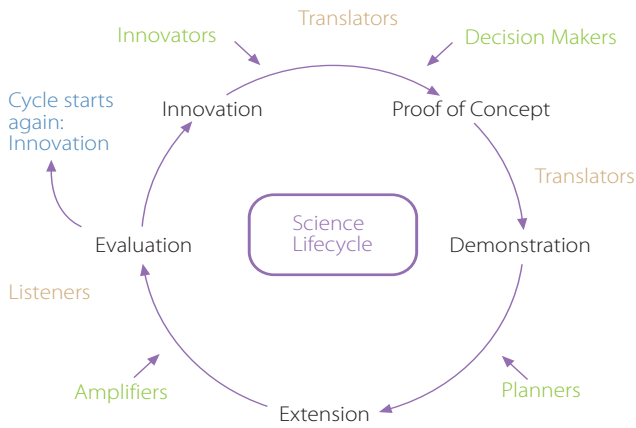 Translators
Innovators
Decision Makers
Cycle starts
again:
Innovation
Innovation
Proof of Concept
Translators
Science
Lifecycle
Evaluation
Demonstration
Listeners
Amplifiers
Planners
Extension